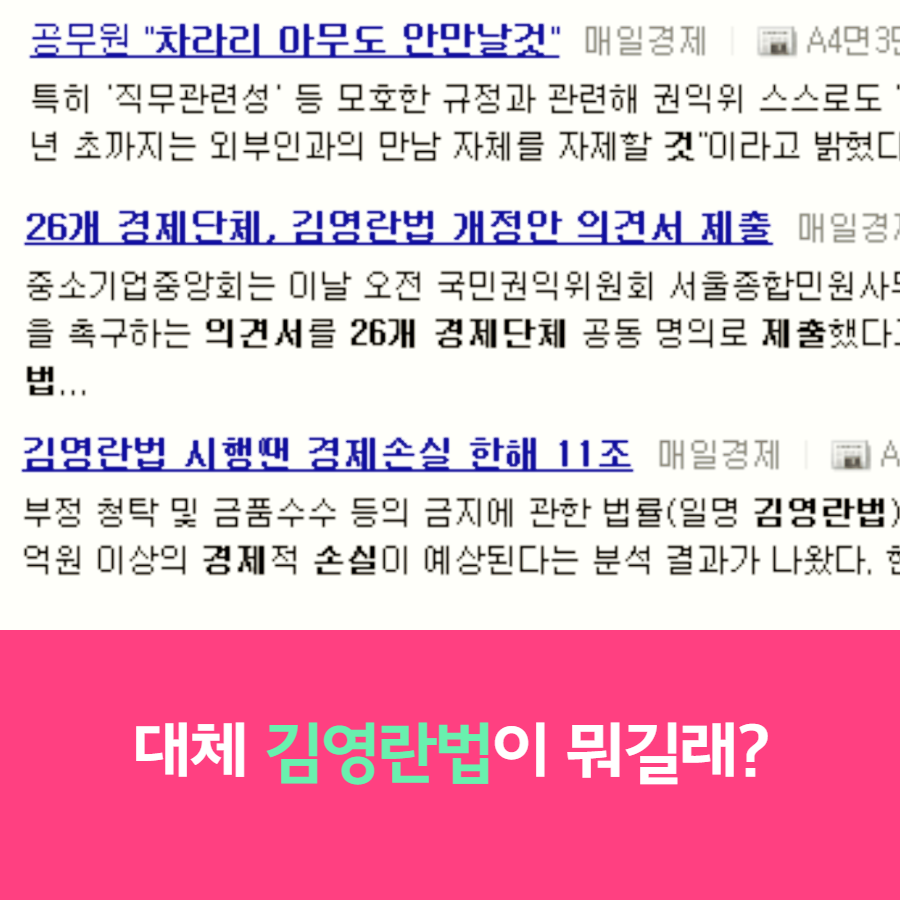 공무원 "차라리 아무도 안만날것" 매일경제 A4면3
특히 '직무관련성' 등 모호한 규정과 관련해 권익위 스스로도
년 초까지는 외부인과의 만남 자체를 자제할 것"이라고 밝혔다
26개 경제단체, 김영란법 개정안 의견서 제출 매일경제
중소기업중앙회는 이날 오전 국민권익위원회 서울종합민원사무
을 촉구하는 의견서를 26개 경제단체 공동 명의로 제출했다고
법...
김영란법 시행땐 경제손실 한해 11조 매일경제 A
부정 청탁 및 금품수수 등의 금지에 관한 법률(일명 김영란법)
억원 이상의 경제적 손실이 예상된다는 분석 결과가 나왔다.
대체 김영란법이 뭐길래?